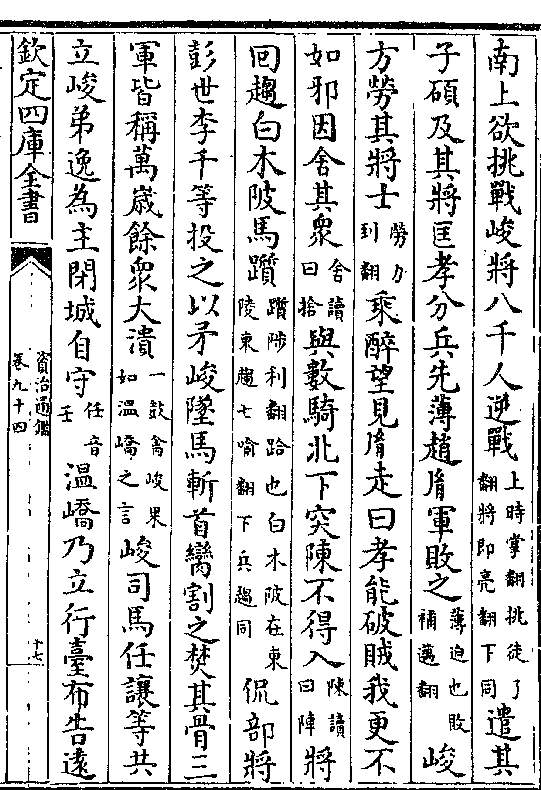 南上欲挑戰峻將八千人逆戰上時掌翻挑徒了翻將即亮翻下同遣其
子碩及其將匡孝分兵先薄趙胤軍敗之薄迫也敗補邁翻峻
方勞其將士勞力到翻乘醉望見胤走曰孝能破賊我更不
如邪因舍其衆舍讀曰捨與數騎北下突陳不得入陳讀曰陣將
回趨白木陂馬躓躓陟利翻跲也白木陂在東陵東趨七喻翻下兵趨同侃部將
彭世李千等投之以矛峻墜馬斬首臠割之焚其骨三
軍皆稱萬歳餘衆大潰一鼓禽峻果如溫嶠之言峻司馬任讓等共
立峻弟逸為主閉城自守任音壬溫嶠乃立行臺布告遠
欽定四庫全書
資治通鑑
卷九十四
十七